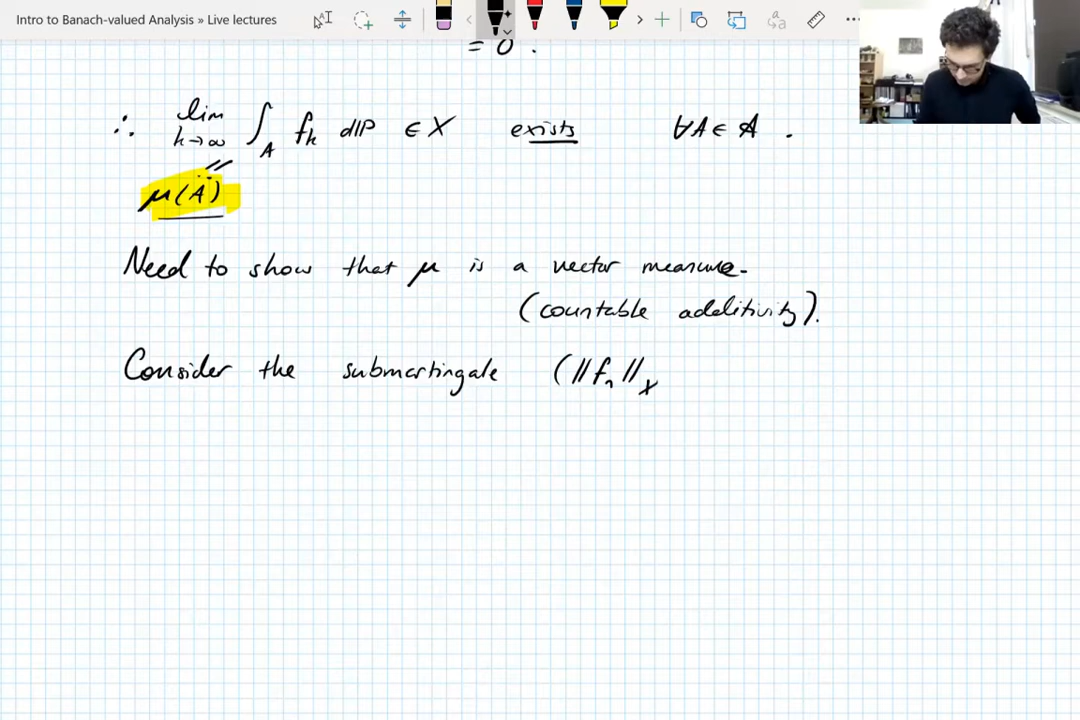 Intro to Banach-valued Analysis » Live lectures
= 0 .
∴ lim k→∞ ∫_A f_k dℙ ∈ X exists ∀A ∈ 𝒜 .
μ(A)
Need to show that μ is a vector measure.
(countable additivity).
Consider the submartingale (‖f_n‖_X